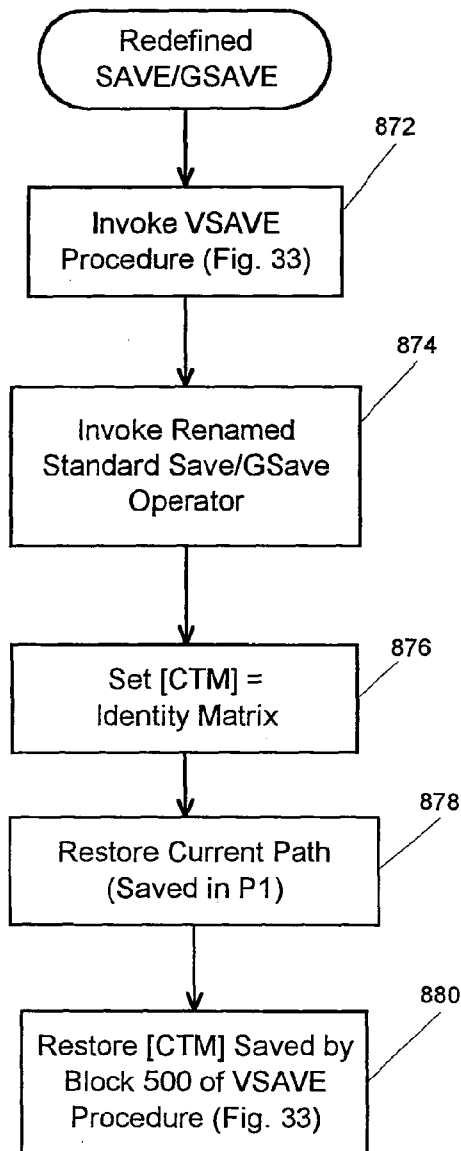 Redefined
SAVE/GSAVE
872
Invoke VSAVE
Procedure (Fig. 33)
874
Invoke Renamed
Standard Save/GSave
Operator
876
Set [CTM] =
Identity Matrix
878
Restore Current Path
(Saved in P1)
880
Restore [CTM] Saved by
Block 500 of VSAVE
Procedure (Fig. 33)